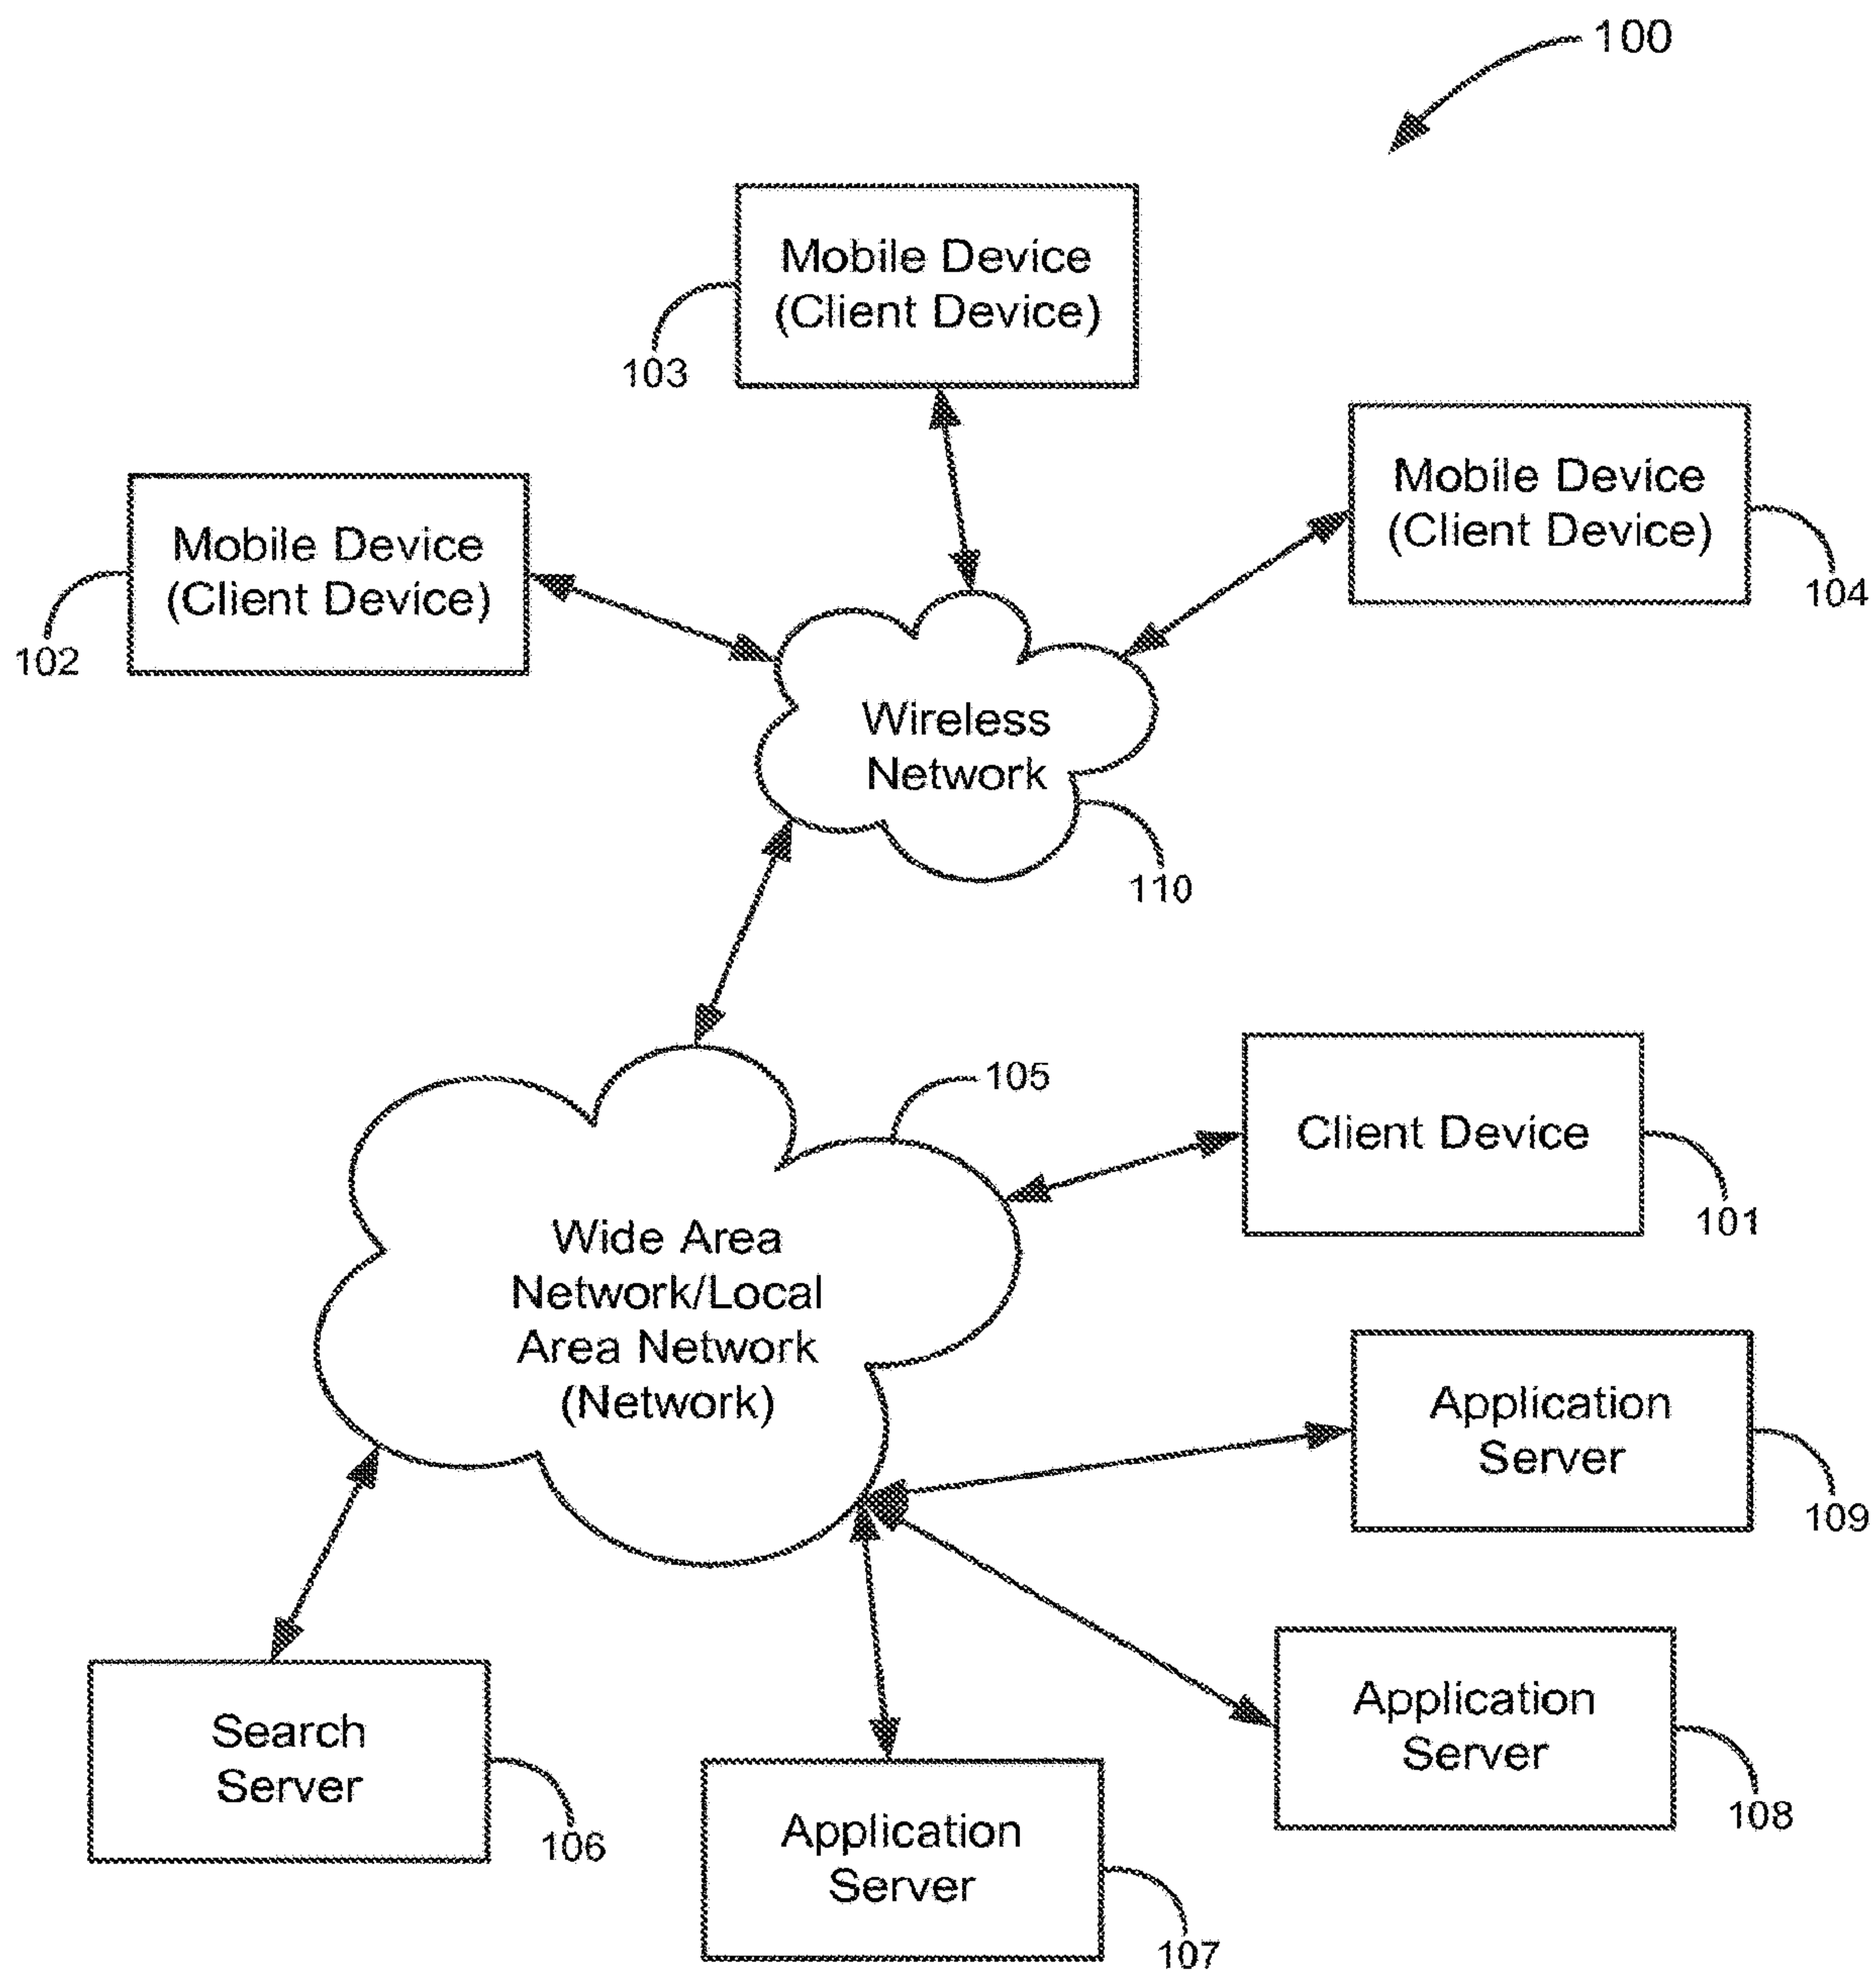 100
Mobile Device
(Client Device)
103
Mobile Device
(Client Device)
104
Mobile Device
(Client Device)
102
Wireless
Network
110
105
Client Device
101
Wide Area
Network/Local
Area Network
(Network)
Application
Server
109
Application
Server
108
Search
Server
106
Application
Server
107